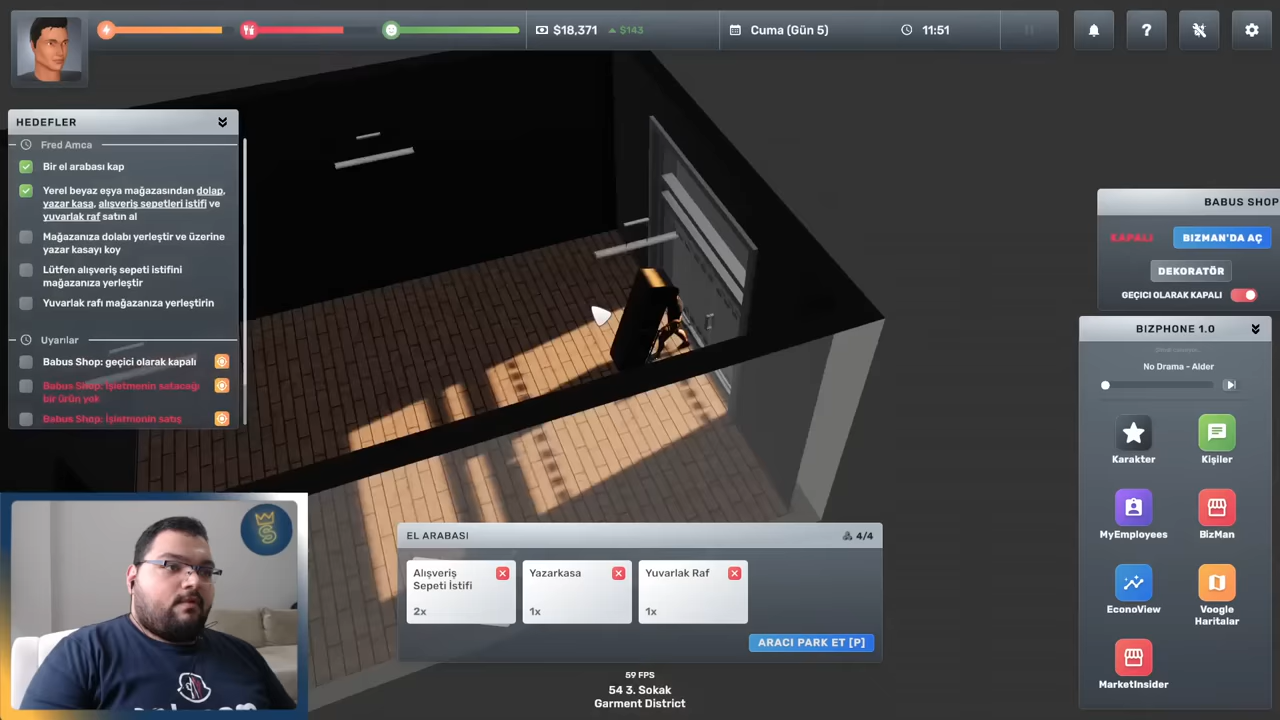 $18,371
$143
Cuma (Gün 5)
11:51
HEDEFLER
Fred Amca
Bir el arabası kap
Yerel beyaz eşya mağazasından dolap,
yazar kasa, alışveriş sepetleri istifi ve
yuvarlak raf satın al
Mağazanıza dolabı yerleştir ve üzerine
yazar kasayı koy
Lütfen alışveriş sepeti istifini
mağazanıza yerleştir
Yuvarlak rafı mağazanıza yerleştirin
Uyarılar
Babus Shop: geçici olarak kapalı
Babus Shop: İşletmenin satacağı
bir ürün yok
Babus Shop: İşletmenin satış
BABUS SHOP
KAPALI
BIZMAN'DA AÇ
DEKORATÖR
GEÇICI OLARAK KAPALI
BIZPHONE 1.0
No Drama - Alder
Karakter
Kişiler
MyEmployees
BizMan
EconoView
Voogle
Haritalar
MarketInsider
EL ARABASI
4/4
Alışveriş
Sepeti İstifi
2x
Yazarkasa
1x
Yuvarlak Raf
1x
ARACI PARK ET [P]
59 FPS
54 3. Sokak
Garment District